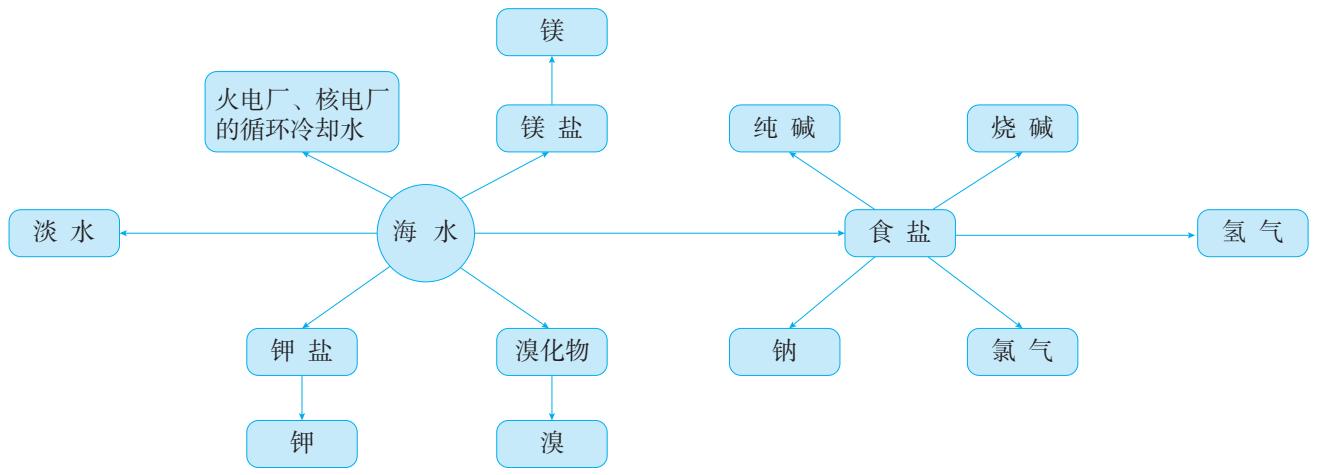 镁
火电厂、核电厂
的循环冷却水
镁盐
纯碱
烧碱
淡水
海水
食盐
氢气
钾盐
溴化物
钠
氯气
钾
溴